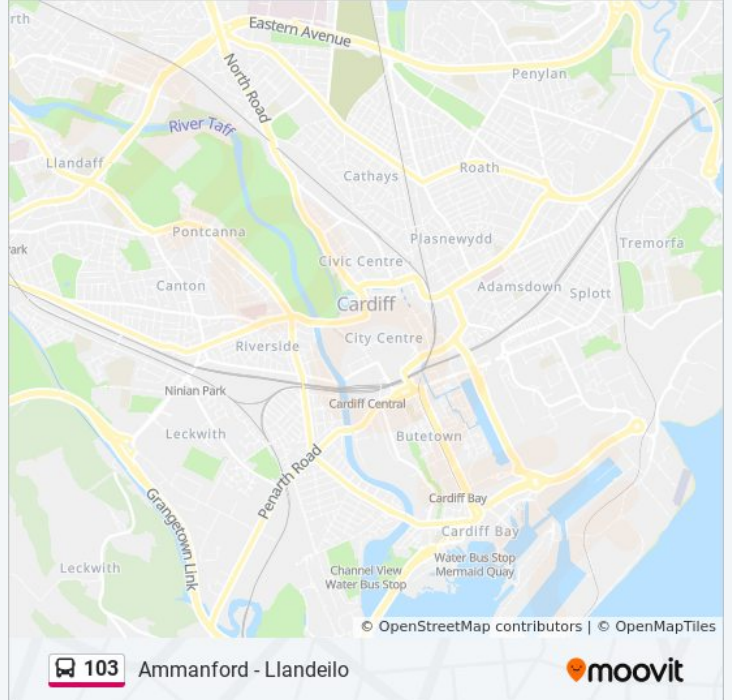 rth
Eastern Avenue
North Road
Penylan
River Taff
Llandaff
Roath
Cathays
Pontcanna
Plasnewydd
Tremorfa
ark
Civic Centre
Canton
Adamsdown
Splott
Cardiff
City Centre
Riverside
Ninian Park
Cardiff Central
Leckwith
Butetown
Penarth Road
Grangetown Link
Cardiff Bay
Cardiff Bay
Water Bus Stop
Mermaid Quay
Channel View
Water Bus Stop
Leckwith
© OpenStreetMap contributors | © OpenMapTiles
103 Ammanford - Llandeilo
moovit